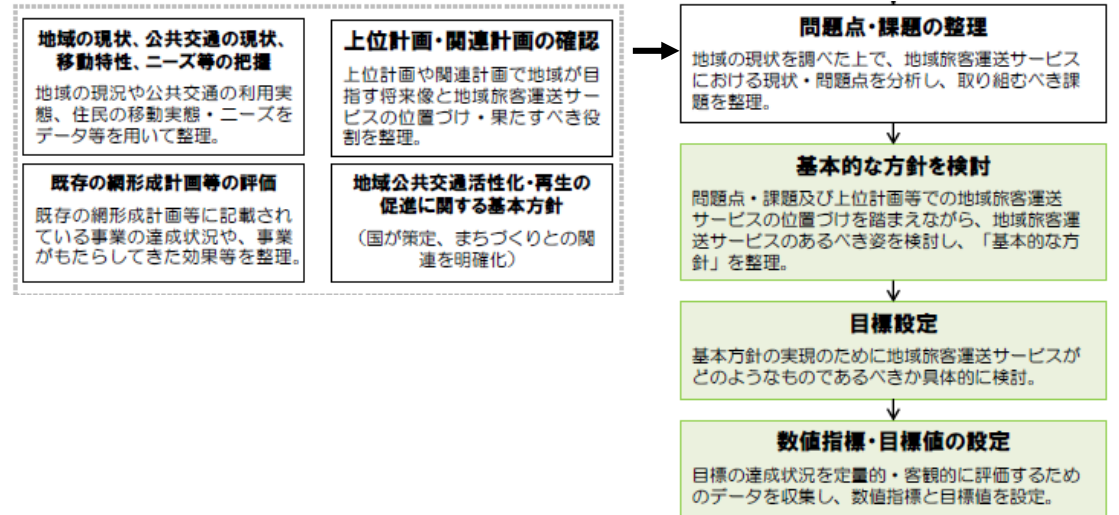 地域の現状、公共交通の現状、
移動特性、ニーズ等の把握
地域の現況や公共交通の利用実
態、住民の移動実態・ニーズを
データ等を用いて整理。
上位計画・関連計画の確認
上位計画や関連計画で地域が目
指す将来像と地域旅客運送サー
ビスの位置づけ・果たすべき役
割を整理。
既存の網形成計画等の評価
既存の網形成計画等に記載され
ている事業の達成状況や、事業
がもたらしてきた効果等を整理。
地域公共交通活性化・再生の
促進に関する基本方針
（国が策定、まちづくりとの関
連を明確化）
問題点・課題の整理
地域の現状を調べた上で、地域旅客運送サービス
における現状・問題点を分析し、取り組むべき課
題を整理。
基本的な方針を検討
問題点・課題及び上位計画等での地域旅客運送
サービスの位置づけを踏まえながら、地域旅客運
送サービスのあるべき姿を検討し、「基本的な方
針」を整理。
目標設定
基本方針の実現のために地域旅客運送サービスが
どのようなものであるべきか具体的に検討。
数値指標・目標値の設定
目標の達成状況を定量的・客観的に評価するため
のデータを収集し、数値指標と目標値を設定。